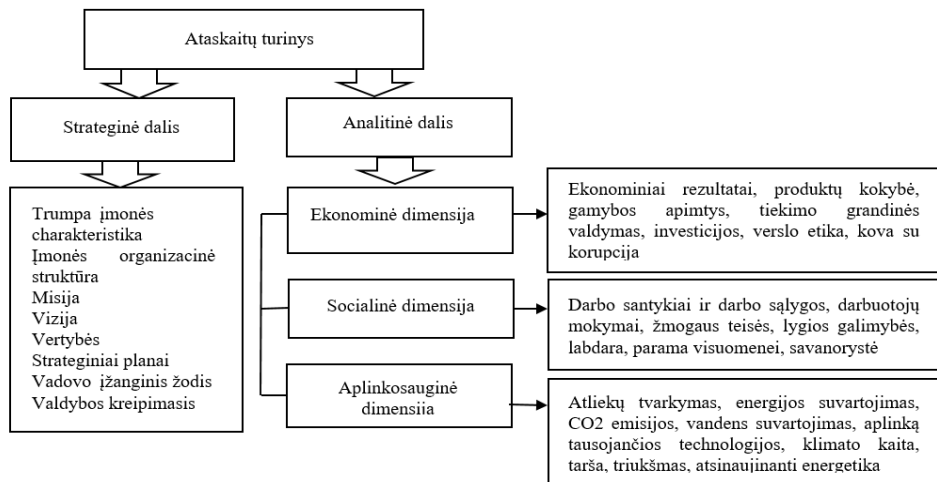 Ataskaitų turinys
Strateginė dalis
Analitinė dalis
Trumpa įmonės
charakteristika
Įmonės organizacinė
struktūra
Misija
Vizija
Vertybės
Strateginiai planai
Vadovo įžanginis žodis
Valdybos kreipimasis
Ekonominė dimensija
Ekonominiai rezultatai, produktų kokybė,
gamybos apimtys, tiekimo grandinės
valdymas, investicijos, verslo etika, kova su
korupcija
Socialinė dimensija
Darbo santykiai ir darbo sąlygos, darbuotojų
mokymai, žmogaus teisės, lygios galimybės,
labdara, parama visuomenei, savanorystė
Aplinkosauginė
dimensija
Atliekų tvarkymas, energijos suvartojimas,
CO2 emisijos, vandens suvartojimas, aplinką
tausojančios technologijos, klimato kaita,
tarša, triukšmas, atsinaujinanti energetika